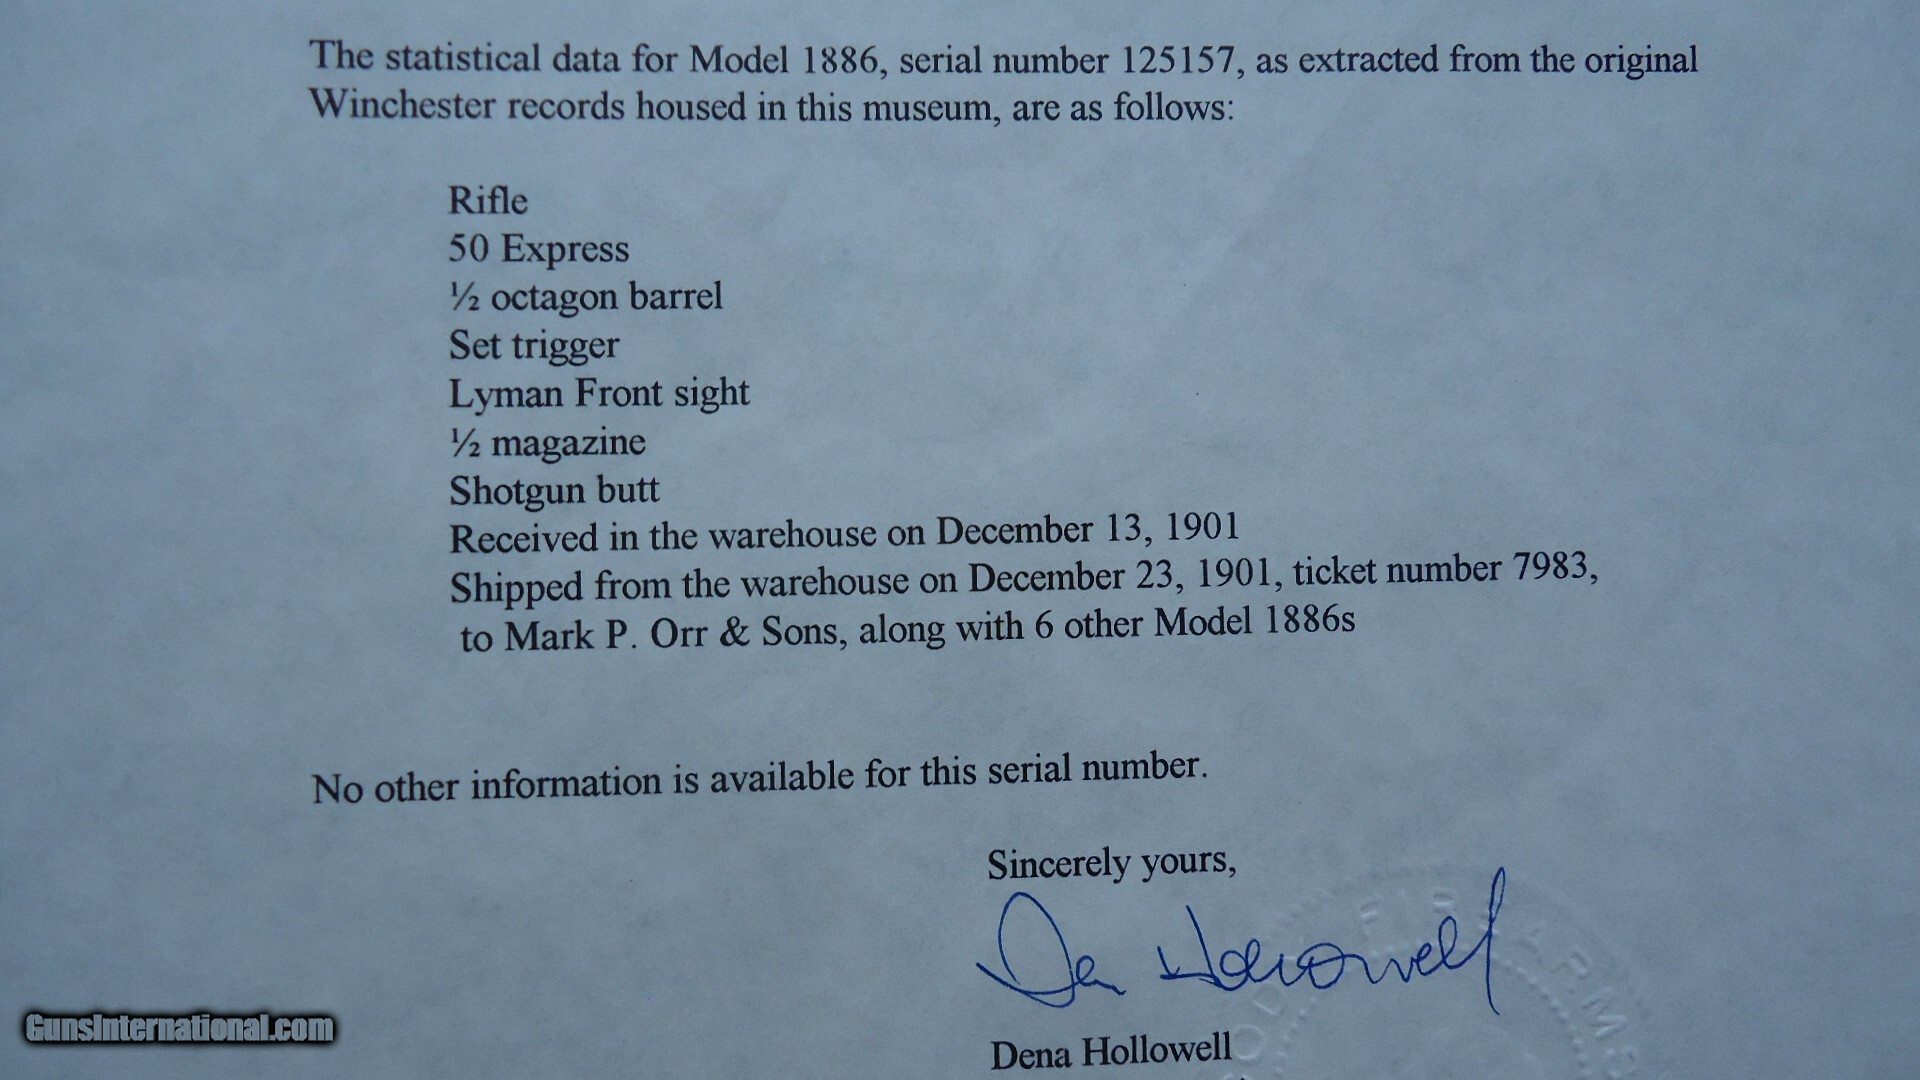 The statistical data for Model 1886, serial number 125157, as extracted from the original
Winchester records housed in this museum, are as follows:
Rifle
50 Express
½ octagon barrel
Set trigger
Lyman Front sight
½ magazine
Shotgun butt
Received in the warehouse on December 13, 1901
Shipped from the warehouse on December 23, 1901, ticket number 7983,
to Mark P. Orr & Sons, along with 6 other Model 1886s
No other information is available for this serial number.
Sincerely yours,
Dena Hollowell
Dena Hollowell
FIREARMS
GunsInternational.com